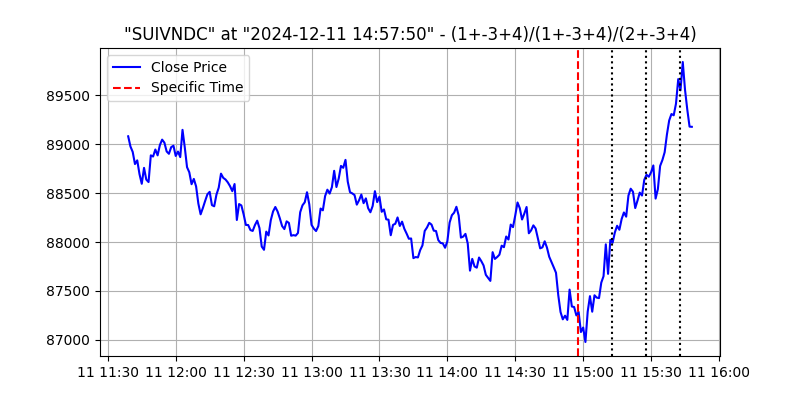 "SUIVNDC" at "2024-12-11 14:57:50" - (1+-3+4)/(1+-3+4)/(2+-3+4)
Close Price
Specific Time
89500
89000
88500
88000
87500
87000
11 11:30 11 12:00 11 12:30 11 13:00 11 13:30 11 14:00 11 14:30 11 15:00 11 15:30 11 16:00